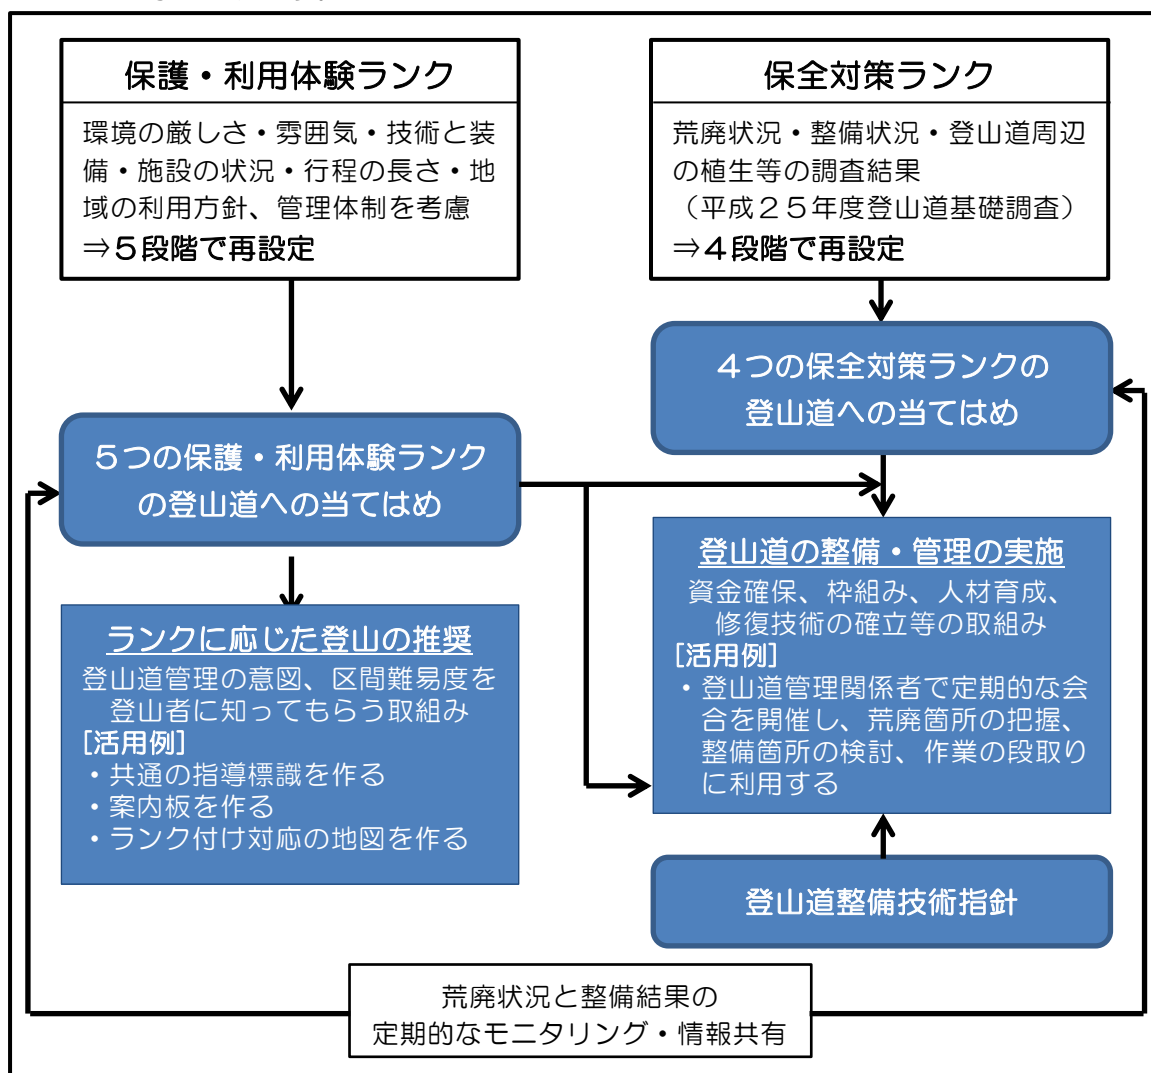 保護・利用体験ランク
環境の厳しさ・雰囲気・技術と装
備・施設の状況・行程の長さ・地
域の利用方針、管理体制を考慮
⇒５段階で再設定
保全対策ランク
荒廃状況・整備状況・登山道周辺
の植生等の調査結果
（平成２５年度登山道基礎調査）
⇒４段階で再設定
４つの保全対策ランクの
登山道への当てはめ
５つの保護・利用体験ランク
の登山道への当てはめ
登山道の整備・管理の実施
資金確保、枠組み、人材育成、
修復技術の確立等の取組み
[活用例]
・登山道管理関係者で定期的な会
合を開催し、荒廃箇所の把握、
整備箇所の検討、作業の段取り
に利用する
ランクに応じた登山の推奨
登山道管理の意図、区間難易度を
登山者に知ってもらう取組み
[活用例]
・共通の指導標識を作る
・案内板を作る
・ランク付け対応の地図を作る
登山道整備技術指針
荒廃状況と整備結果の
定期的なモニタリング・情報共有